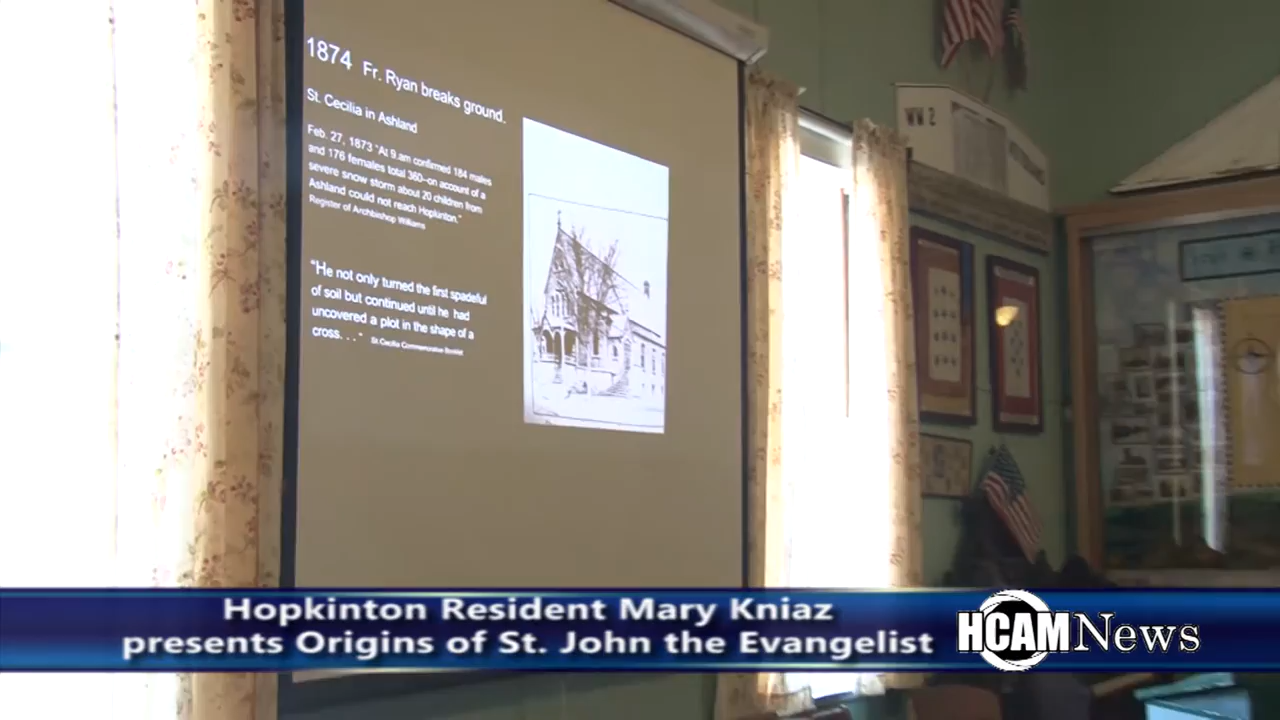 1874 Fr. Ryan breaks ground.
St. Cecilia in Ashland
Feb. 27, 1873 "At 9.am confirmed 184 males
and 176 females total 360--on account of a
severe snow storm about 20 children from
Ashland could not reach Hopkinton."
Register of Archbishop Williams
"He not only turned the first spadeful
of soil but continued until he had
uncovered a plot in the shape of a
cross. . ." St.Cecilia Commemorative Booklet
WW 2
Hopkinton Resident Mary Kniaz
presents Origins of St. John the Evangelist
HCAM News